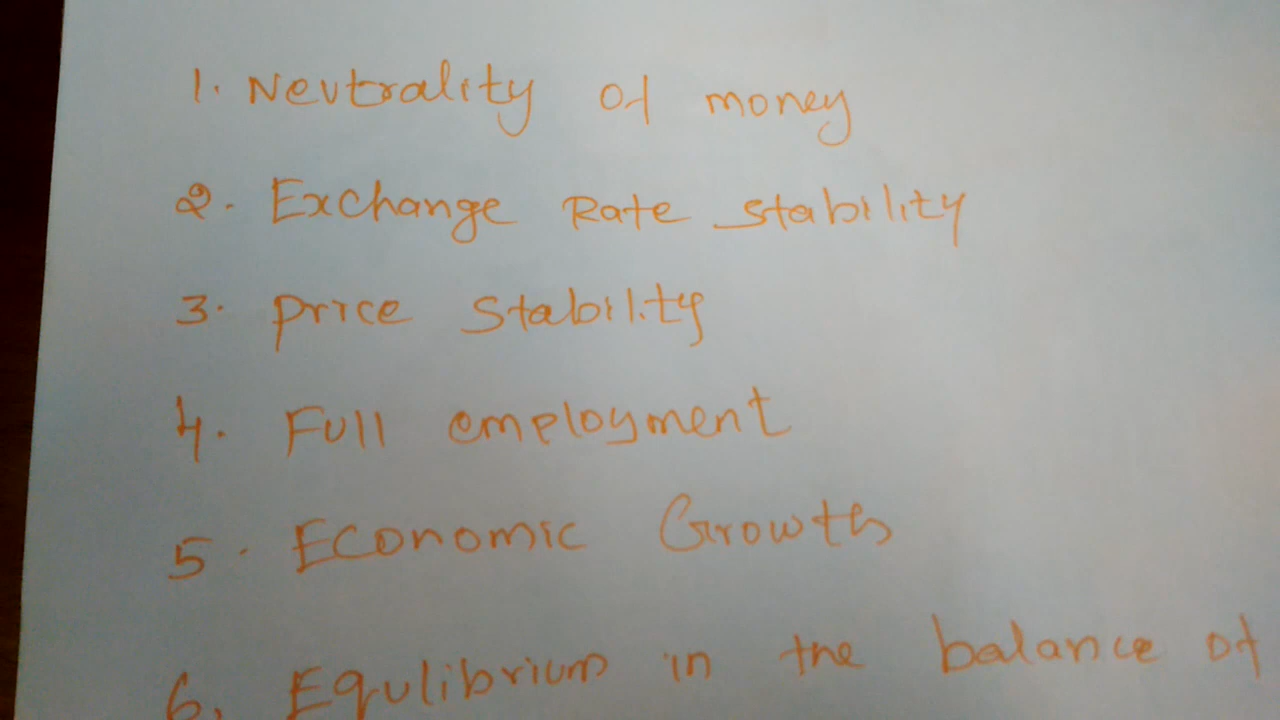 1. Neutrality of money
2. Exchange Rate stability
3. Price stability
4. Full employment
5. Economic Growth
6. Equlibrium in the balance of